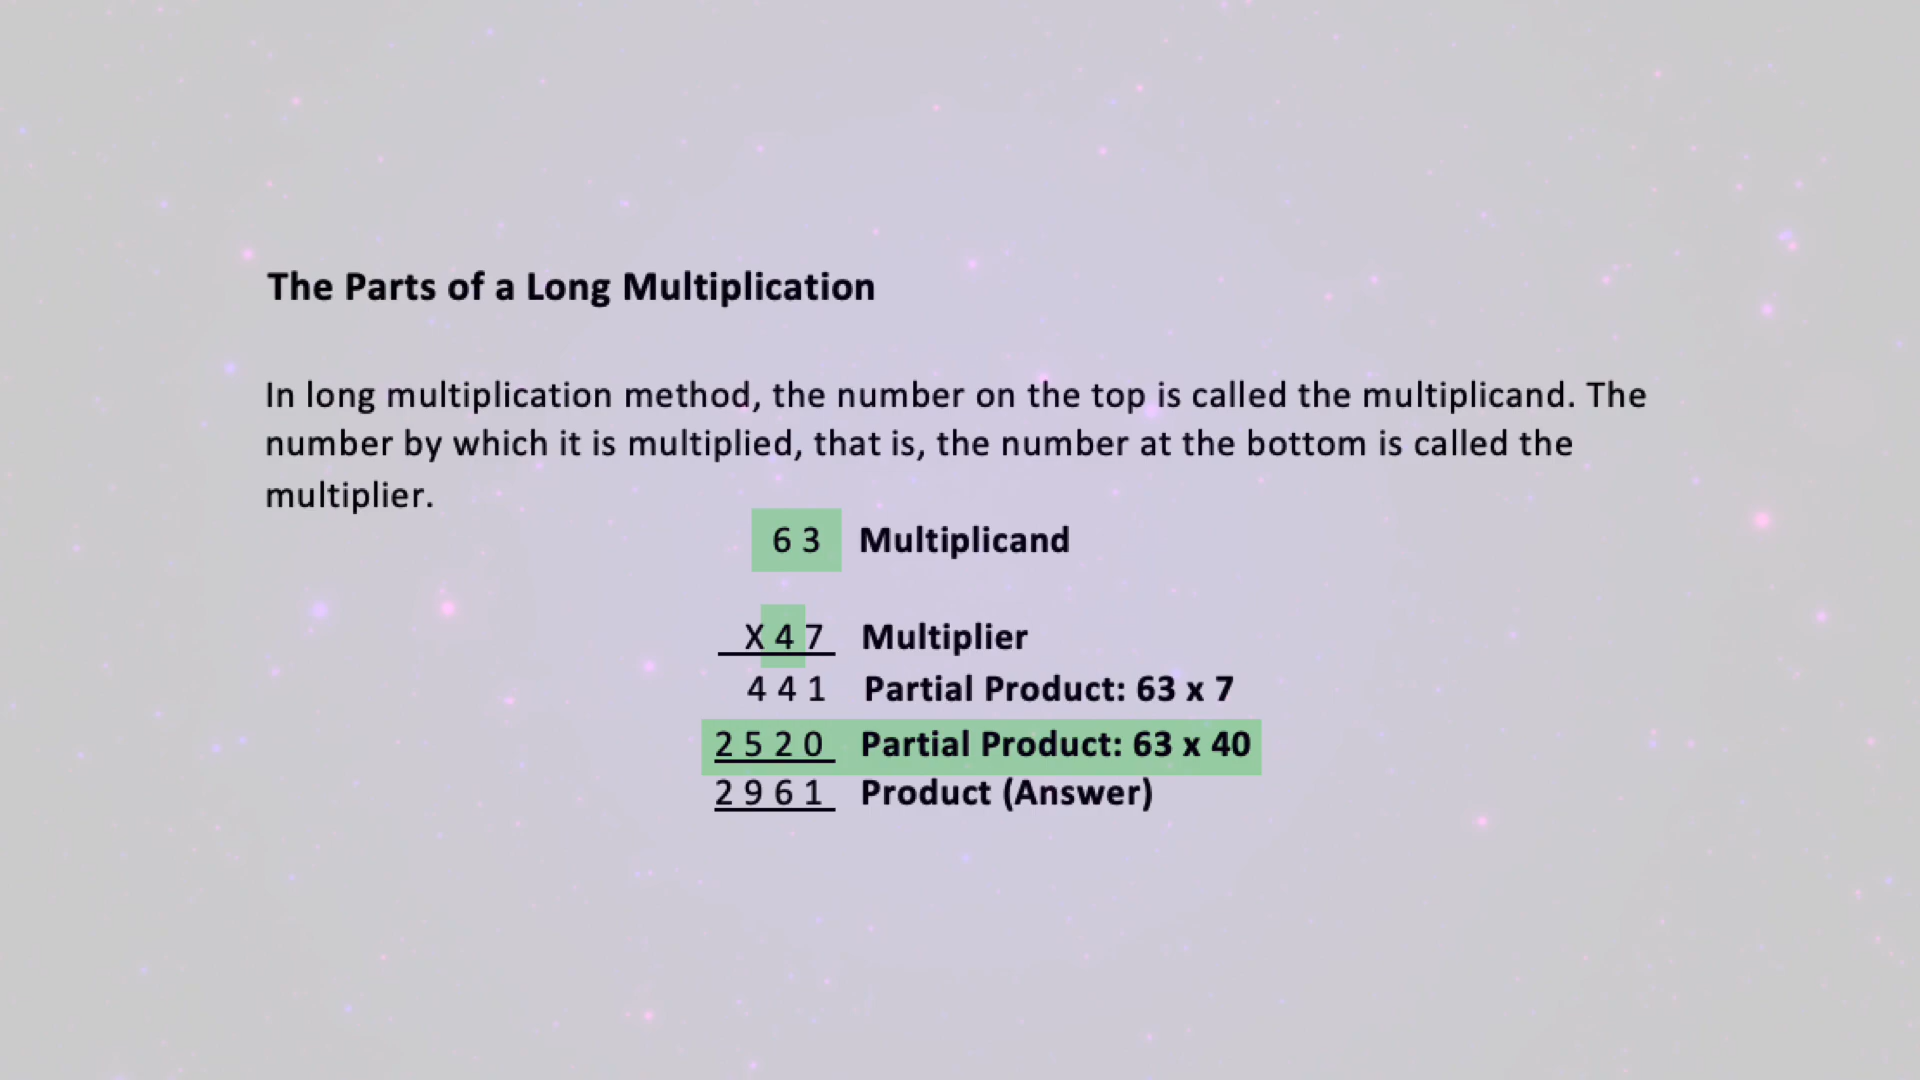 The Parts of a Long Multiplication
In long multiplication method, the number on the top is called the multiplicand. The
number by which it is multiplied, that is, the number at the bottom is called the
multiplier.
6 3 Multiplicand
X 4 7 Multiplier
4 4 1 Partial Product: 63 x 7
2 5 2 0 Partial Product: 63 x 40
2 9 6 1 Product (Answer)